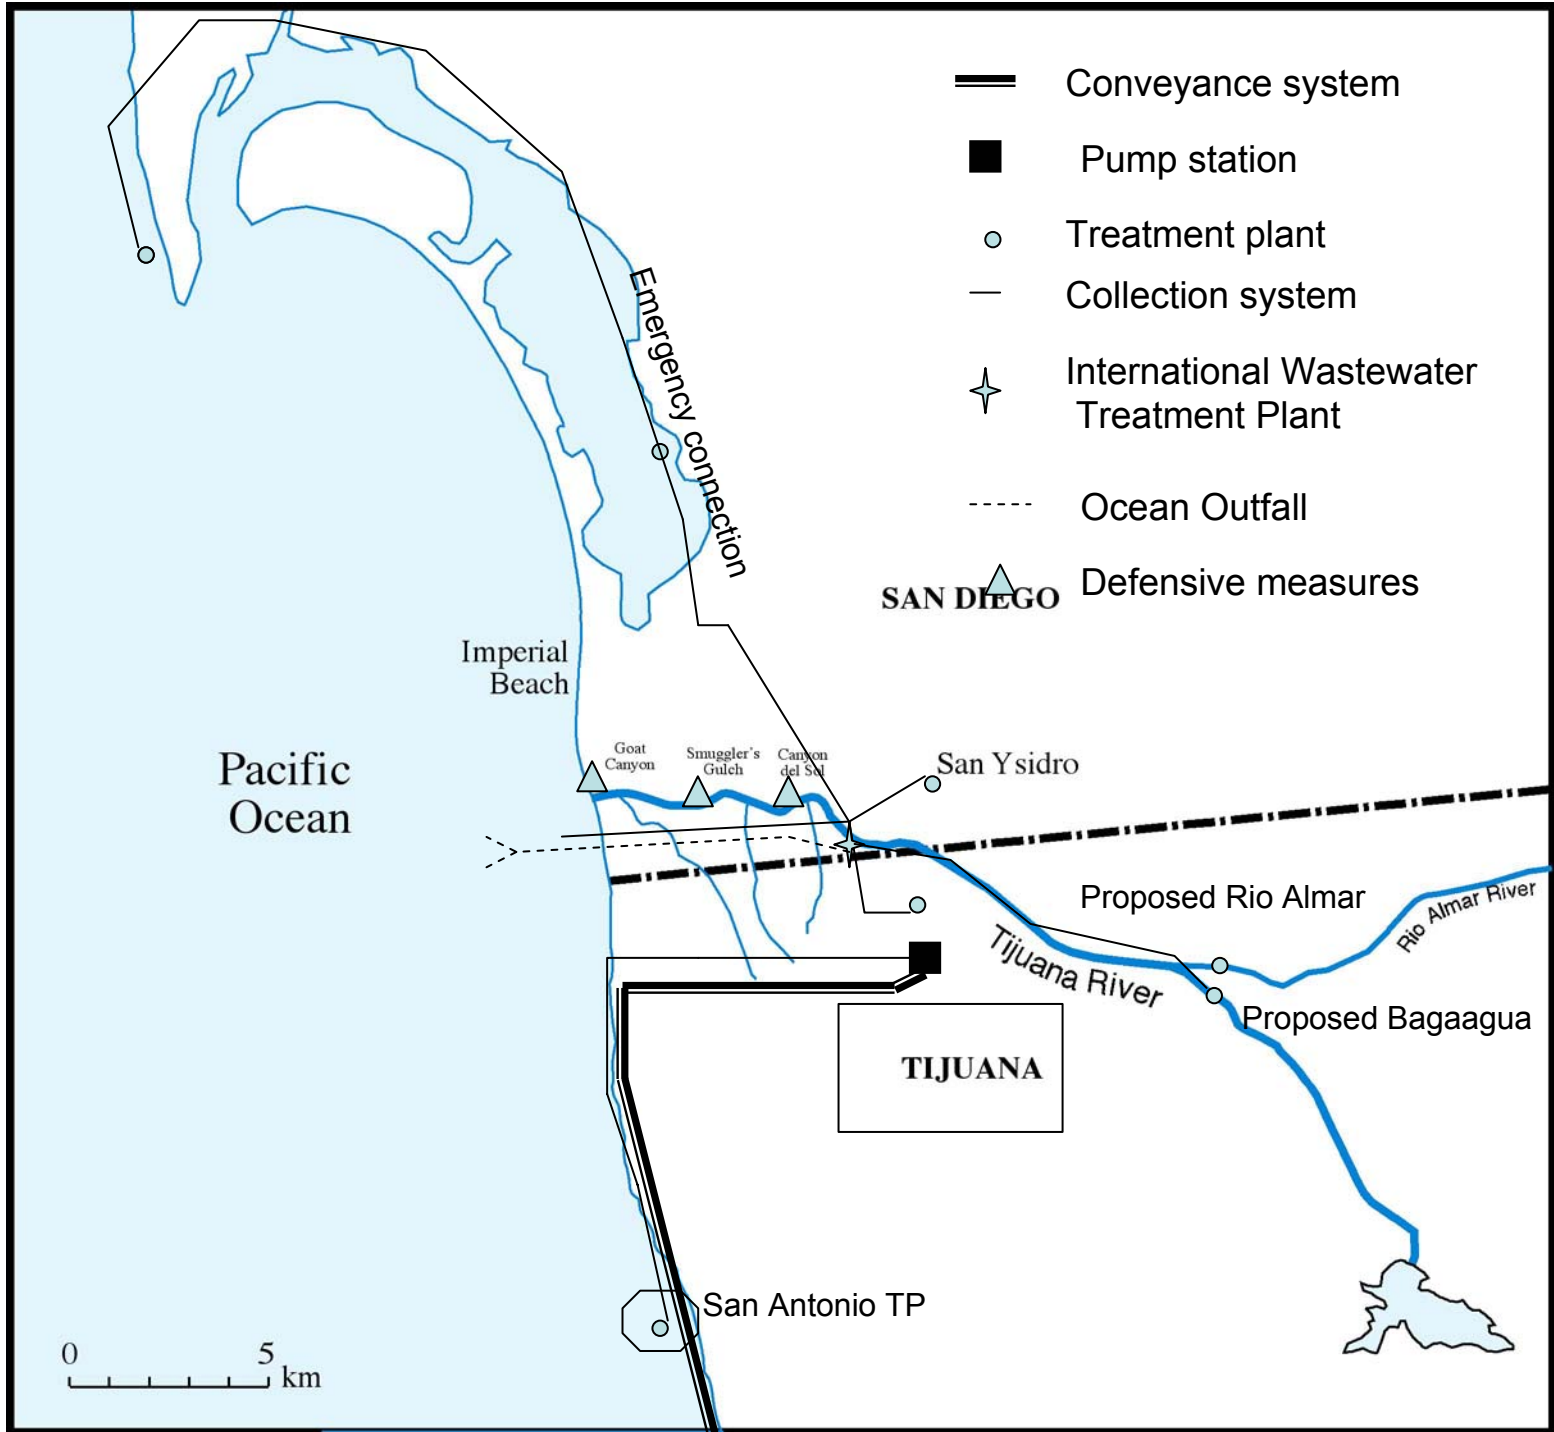 Conveyance system
Pump station
Treatment plant
Collection system
International Wastewater
Treatment Plant
Ocean Outfall
Defensive measures
SAN DIEGO
Emergency connection
Imperial
Beach
Goat
Canyon
Smuggler's
Gulch
Canyon
del Sol
San Ysidro
Pacific
Ocean
Proposed Rio Almar
Rio Almar River
Tijuana River
Proposed Bagaagua
TIJUANA
San Antonio TP
0 5
km